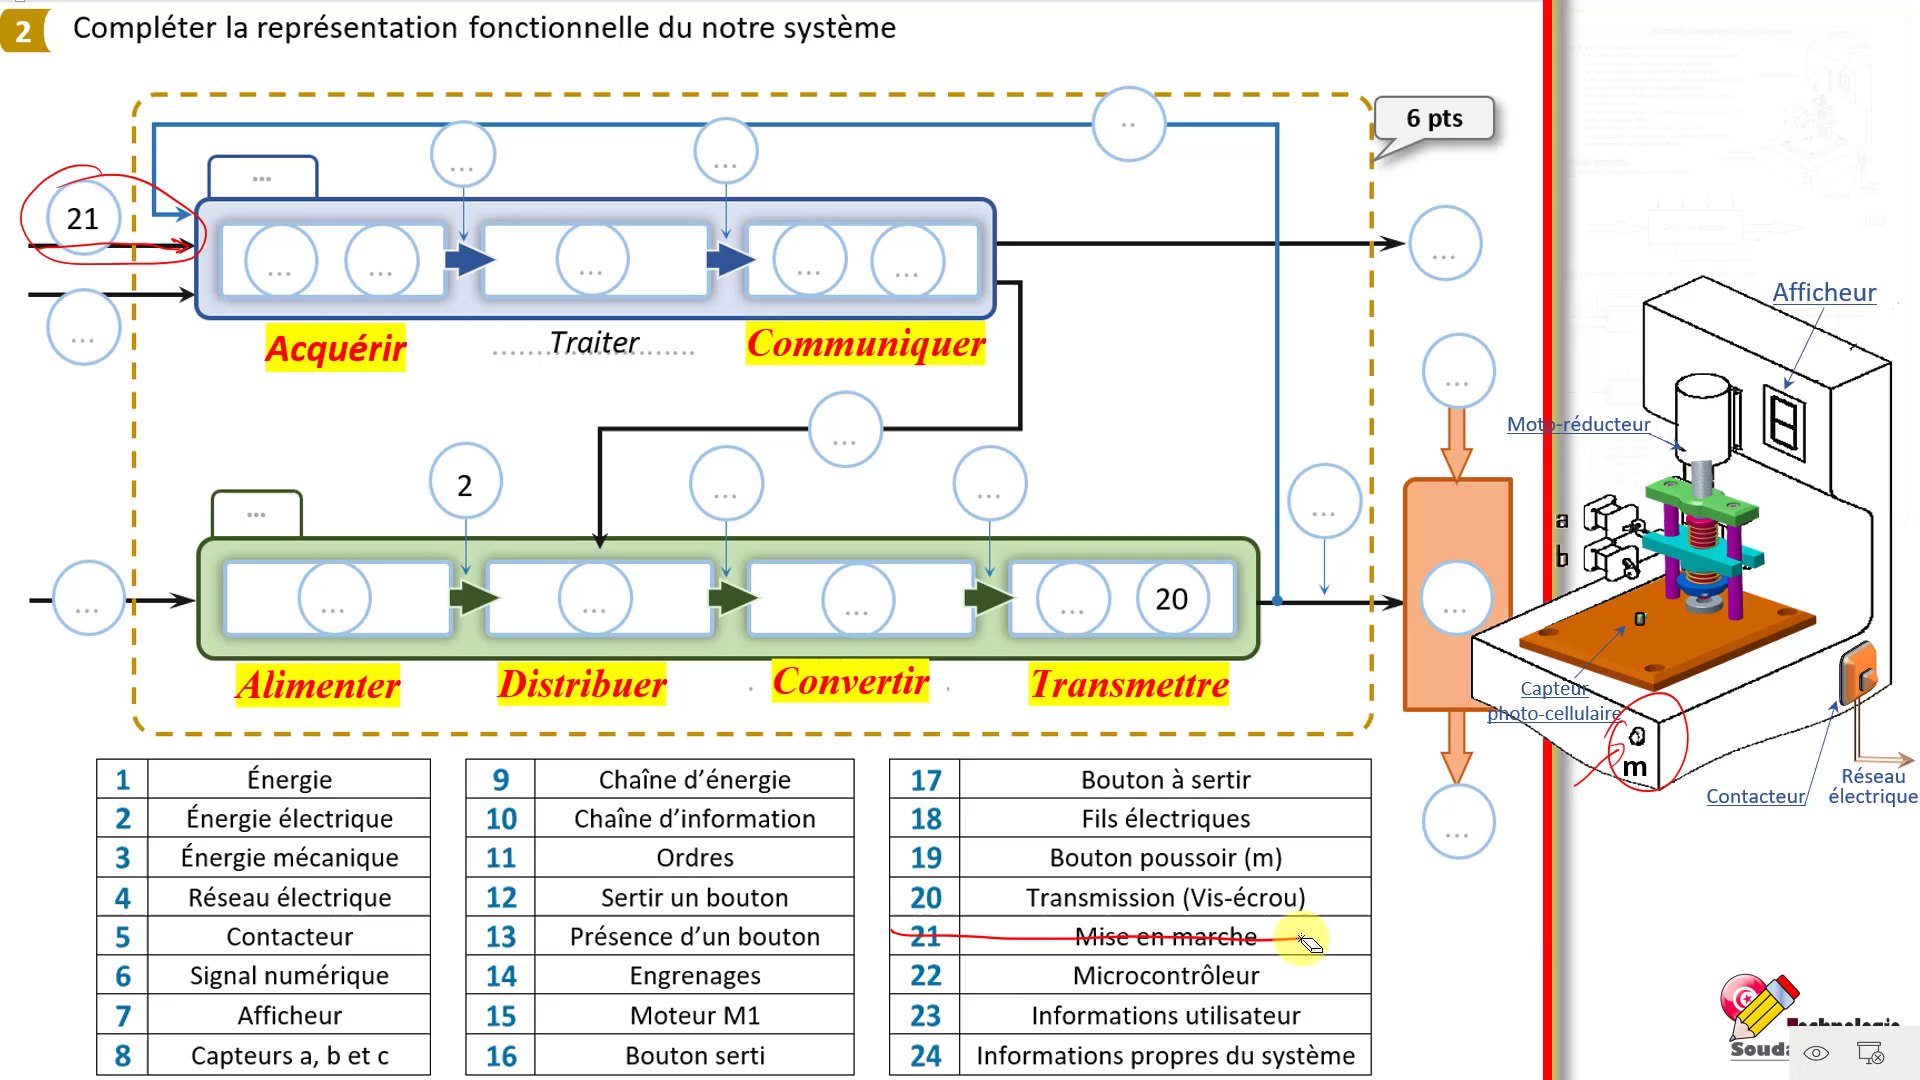 2 Compléter la représentation fonctionnelle du notre système
6 pts
..
...
...
...
21
...
... ... ... ... ...
...
Acquérir
Traiter
Communiquer
...
Afficheur
Moto-réducteur
...
2
...
...
...
...
a
b
...
...
...
...
...
20
...
Alimenter
Distribuer
Convertir
Transmettre
Capteur
photo-cellulaire
m
Contacteur
Réseau
électrique
...
1 Énergie
2 Énergie électrique
3 Énergie mécanique
4 Réseau électrique
5 Contacteur
6 Signal numérique
7 Afficheur
8 Capteurs a, b et c
9 Chaîne d’énergie
10 Chaîne d’information
11 Ordres
12 Sertir un bouton
13 Présence d’un bouton
14 Engrenages
15 Moteur M1
16 Bouton serti
17 Bouton à sertir
18 Fils électriques
19 Bouton poussoir (m)
20 Transmission (Vis-écrou)
21 Mise en marche
22 Microcontrôleur
23 Informations utilisateur
24 Informations propres du système